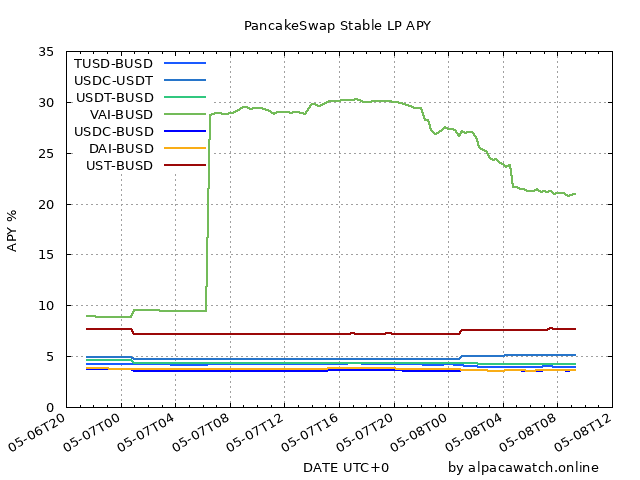 PancakeSwap Stable LP APY
APY %
35
30
25
20
15
10
5
0
TUSD-BUSD
USDC-USDT
USDT-BUSD
VAI-BUSD
USDC-BUSD
DAI-BUSD
UST-BUSD
05-06T20
05-07T00
05-07T04
05-07T08
05-07T12
05-07T16
05-07T20
05-08T00
05-08T04
05-08T08
05-08T12
DATE UTC+0
by alpacawatch.online